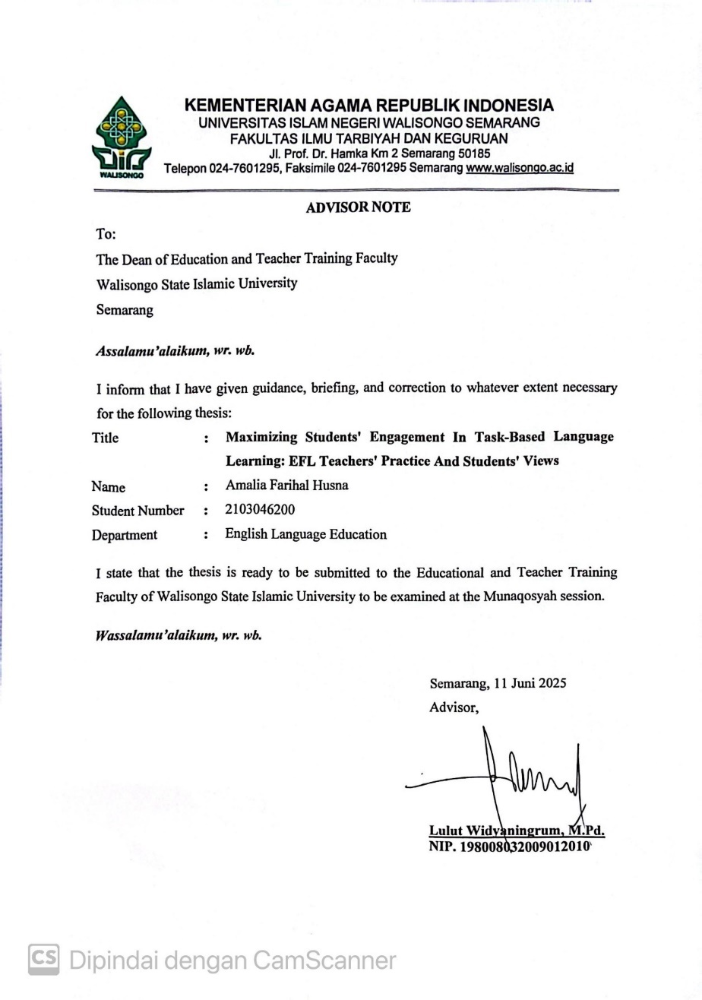 KEMENTERIAN AGAMA REPUBLIK INDONESIA
UNIVERSITAS ISLAM NEGERI WALISONGO SEMARANG
FAKULTAS ILMU TARBIYAH DAN KEGURUAN
Jl. Prof. Dr. Hamka Km 2 Semarang 50185
Telepon 024-7601295, Faksimile 024-7601295 Semarang www.walisongo.ac.id
WALISONGO
ADVISOR NOTE
To:
The Dean of Education and Teacher Training Faculty
Walisongo State Islamic University
Semarang
Assalamu’alaikum, wr. wb.
I inform that I have given guidance, briefing, and correction to whatever extent necessary
for the following thesis:
Title : Maximizing Students' Engagement In Task-Based Language
Learning: EFL Teachers' Practice And Students' Views
Name : Amalia Farihal Husna
Student Number : 2103046200
Department : English Language Education
I state that the thesis is ready to be submitted to the Educational and Teacher Training
Faculty of Walisongo State Islamic University to be examined at the Munaqosyah session.
Wassalamu’alaikum, wr. wb.
Semarang, 11 Juni 2025
Advisor,
Lulut Widyaningrum, M.Pd.
NIP. 198008032009012010
CS Dipindai dengan CamScanner